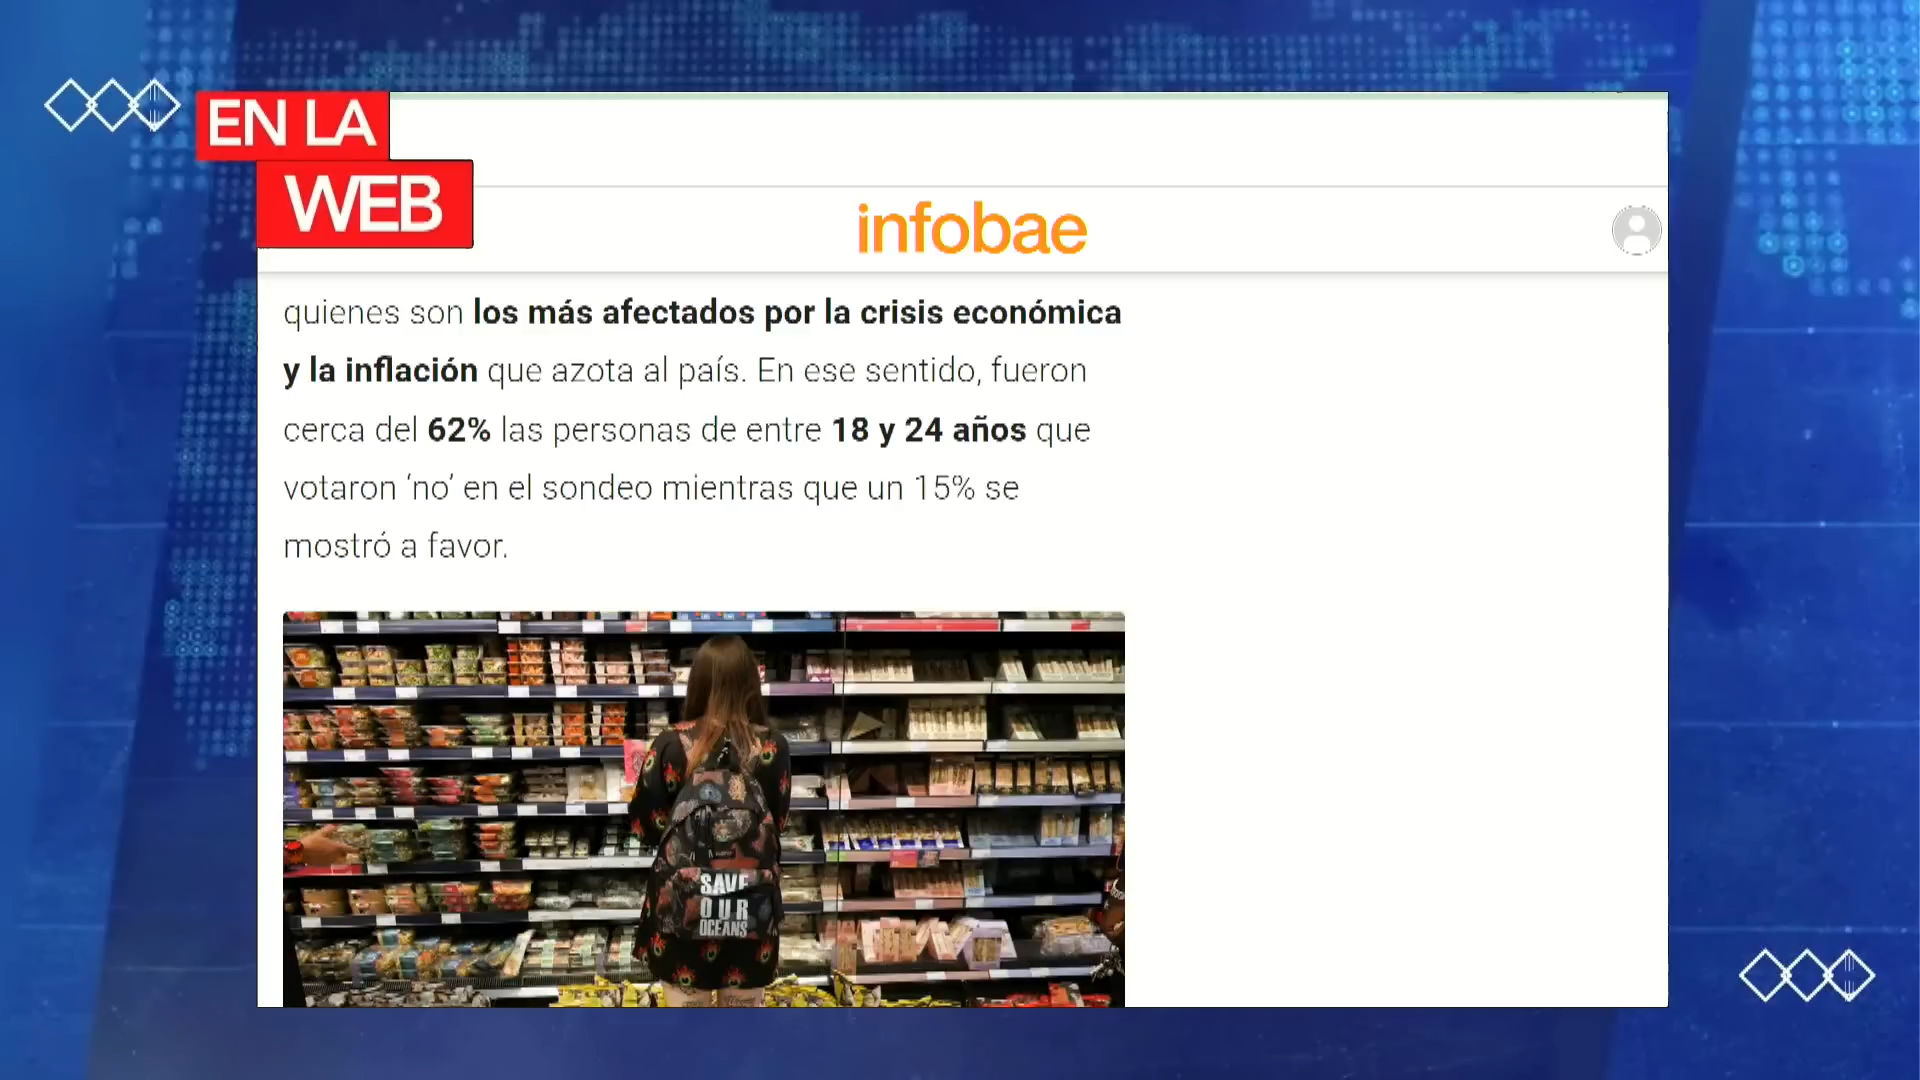 EN LA
WEB
infobae
quienes son los más afectados por la crisis económica
y la inflación que azota al país. En ese sentido, fueron
cerca del 62% las personas de entre 18 y 24 años que
votaron ‘no’ en el sondeo mientras que un 15% se
mostró a favor.
SAVE
OUR
OCEANS